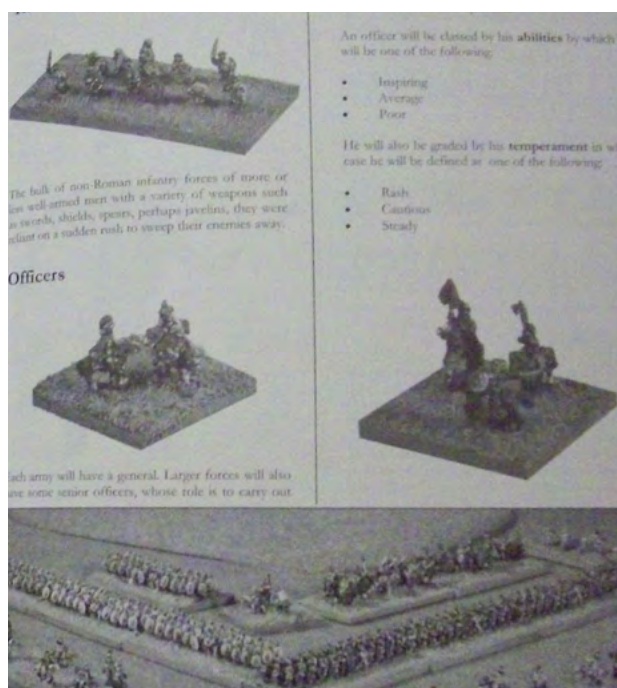 The bulk of non-Roman infantry forces of more or
less well-armed men with a variety of weapons such
as swords, shields, spears, perhaps javelins, they were
reliant on a sudden rush to sweep their enemies away.
Officers
Each army will have a general. Larger forces will also
have some senior officers, whose role is to carry out
An officer will be classed by his abilities by which
will be one of the following:
• Inspiring
• Average
• Poor
He will also be graded by his temperament in
case he will be defined as one of the following:
• Rash
• Cautious
• Steady